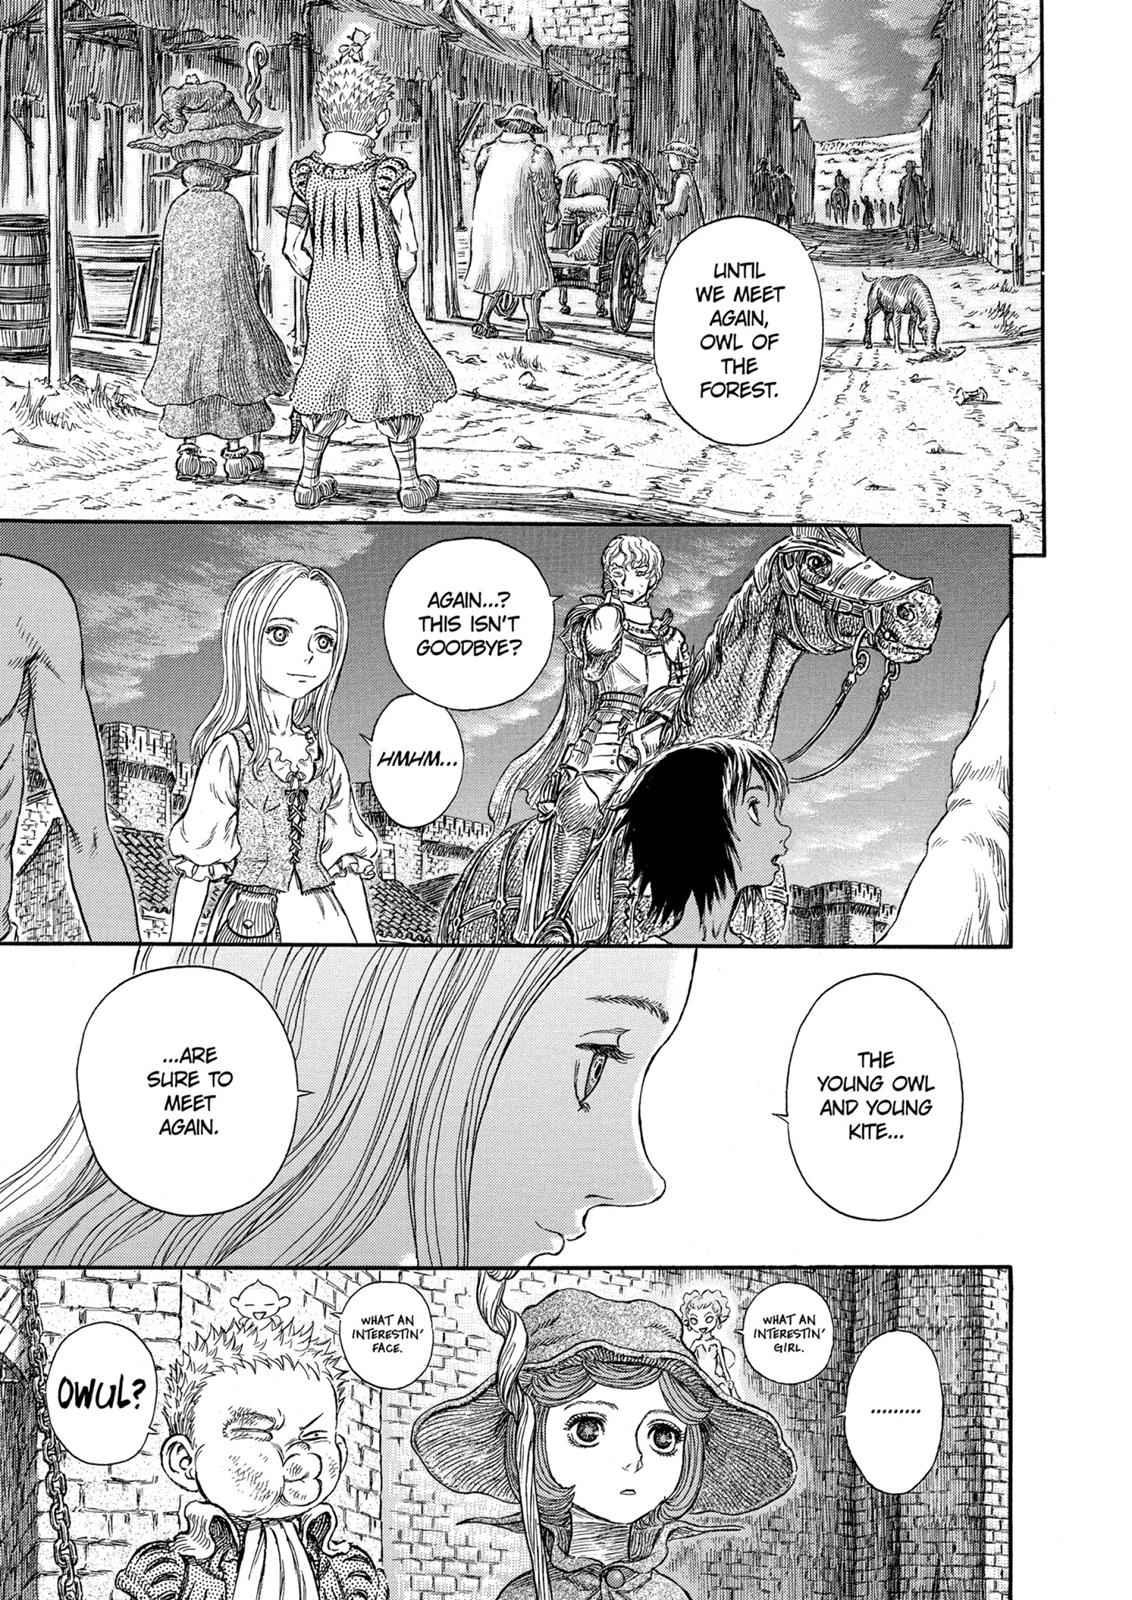 UNTIL
WE MEET
AGAIN,
OWL OF
THE
FOREST.
AGAIN...?
THIS ISN'T
GOODBYE?
HMHM...
THE
YOUNG OWL
AND YOUNG
KITE...
...ARE
SURE TO
MEET
AGAIN.
.........
WHAT AN
INTERESTIN'
GIRL.
WHAT AN
INTERESTIN'
FACE.
OWUL?